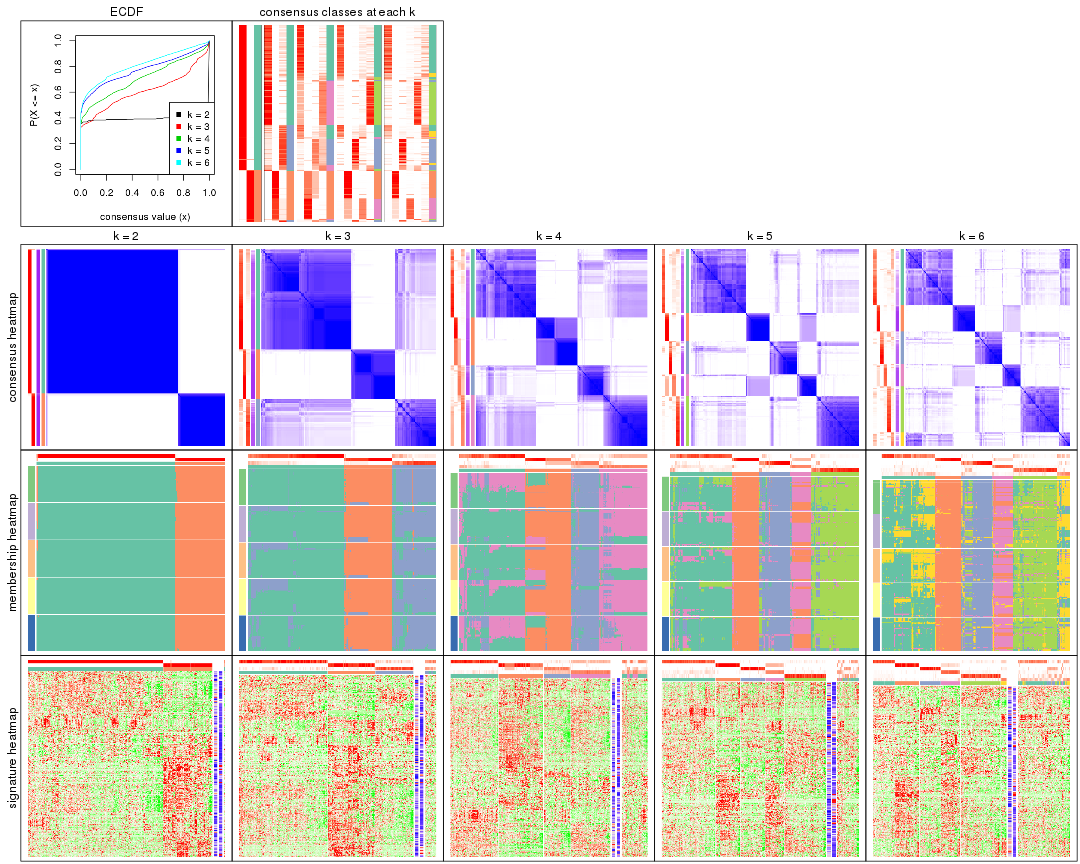 ECDF
consensus classes at each k
P(X <= x)
0.0 0.2 0.4 0.6 0.8 1.0
k = 2
k = 3
k = 4
k = 5
k = 6
0.0 0.2 0.4 0.6 0.8 1.0
consensus value (x)
k = 2
k = 3
k = 4
k = 5
k = 6
consensus heatmap
membership heatmap
signature heatmap